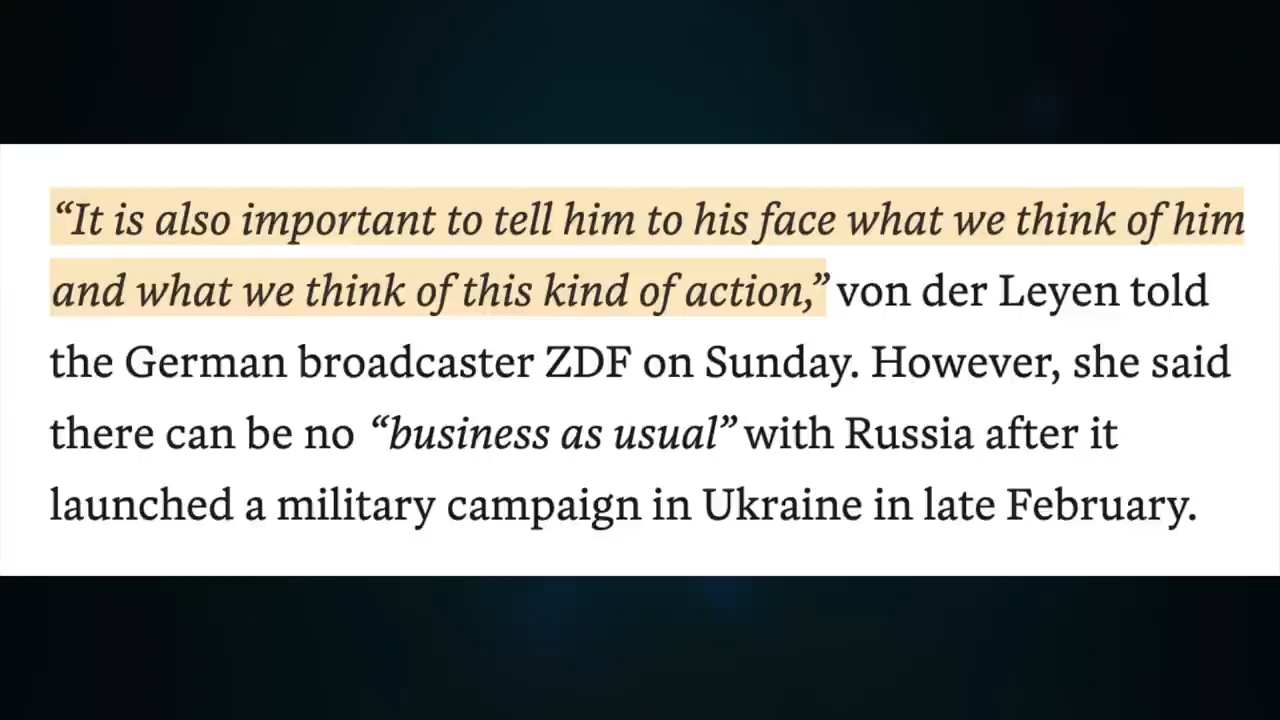 “It is also important to tell him to his face what we think of him
and what we think of this kind of action,” von der Leyen told
the German broadcaster ZDF on Sunday. However, she said
there can be no “business as usual” with Russia after it
launched a military campaign in Ukraine in late February.